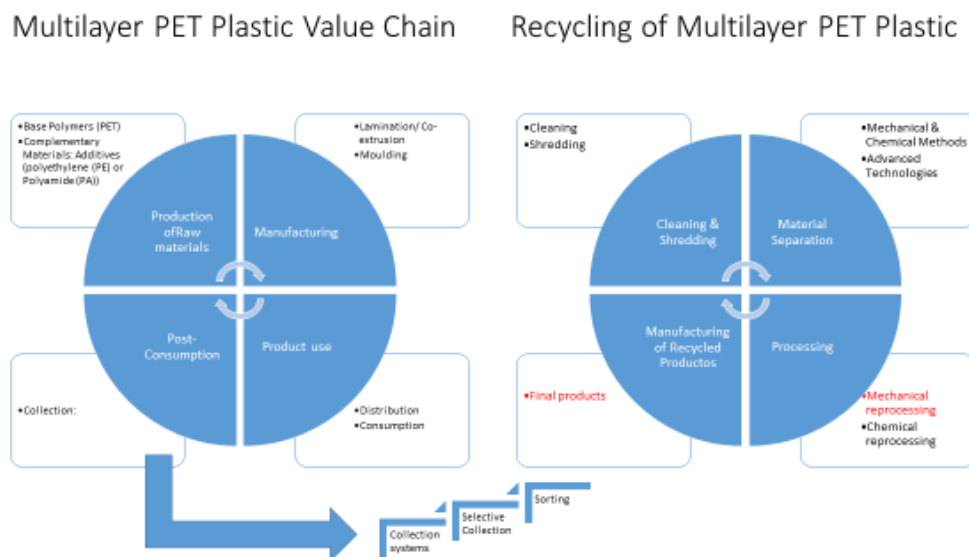 Multilayer PET Plastic Value Chain
Recycling of Multilayer PET Plastic
•Base Polymers (PET)
•Complementary
Materials: Additives
(polyethylene (PE) or
Polyamide (PA))
•Lamination/ Co-
extrusion
•Moulding
Production
ofRaw
materials
Manufacturing
Post-
Consumption
Product use
•Collection:
•Distribution
•Consumption
•Cleaning
•Shredding
•Mechanical &
Chemical Methods
•Advanced
Technologies
Cleaning &
Shredding
Material
Separation
Manufacturing
of Recycled
Productos
Processing
•Final products
•Mechanical
reprocessing
•Chemical
reprocessing
Collection
systems
Selective
Collection
Sorting